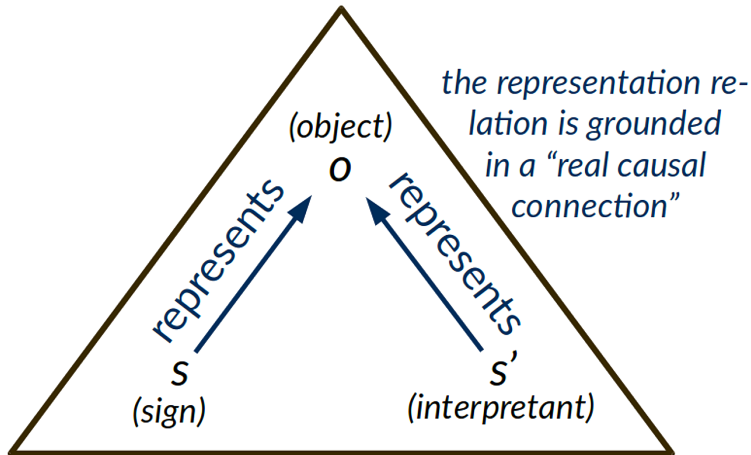 the representation re-
lation is grounded
in a “real causal
connection”
(object)
o
represents
represents
s
s’
(sign)
(interpretant)